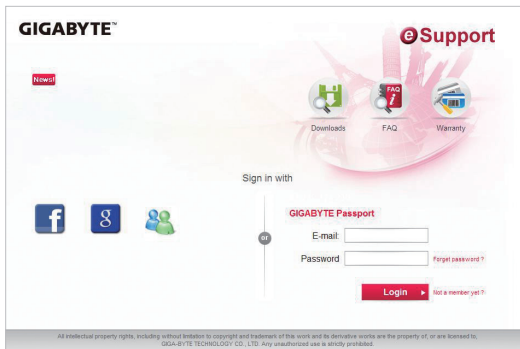 GIGABYTE™
eSupport
News!
FAQ
Downloads
FAQ
Warranty
Sign in with
f
g
or
GIGABYTE Passport
E-mail:
Password
Forget password ?
Login
Not a member yet ?
All intellectual property rights, including without limitation to copyright and trademark of this work and its derivative works are the property of, or are licensed to,
GIGA-BYTE TECHNOLOGY CO., LTD. Any unauthorized use is strictly prohibited.